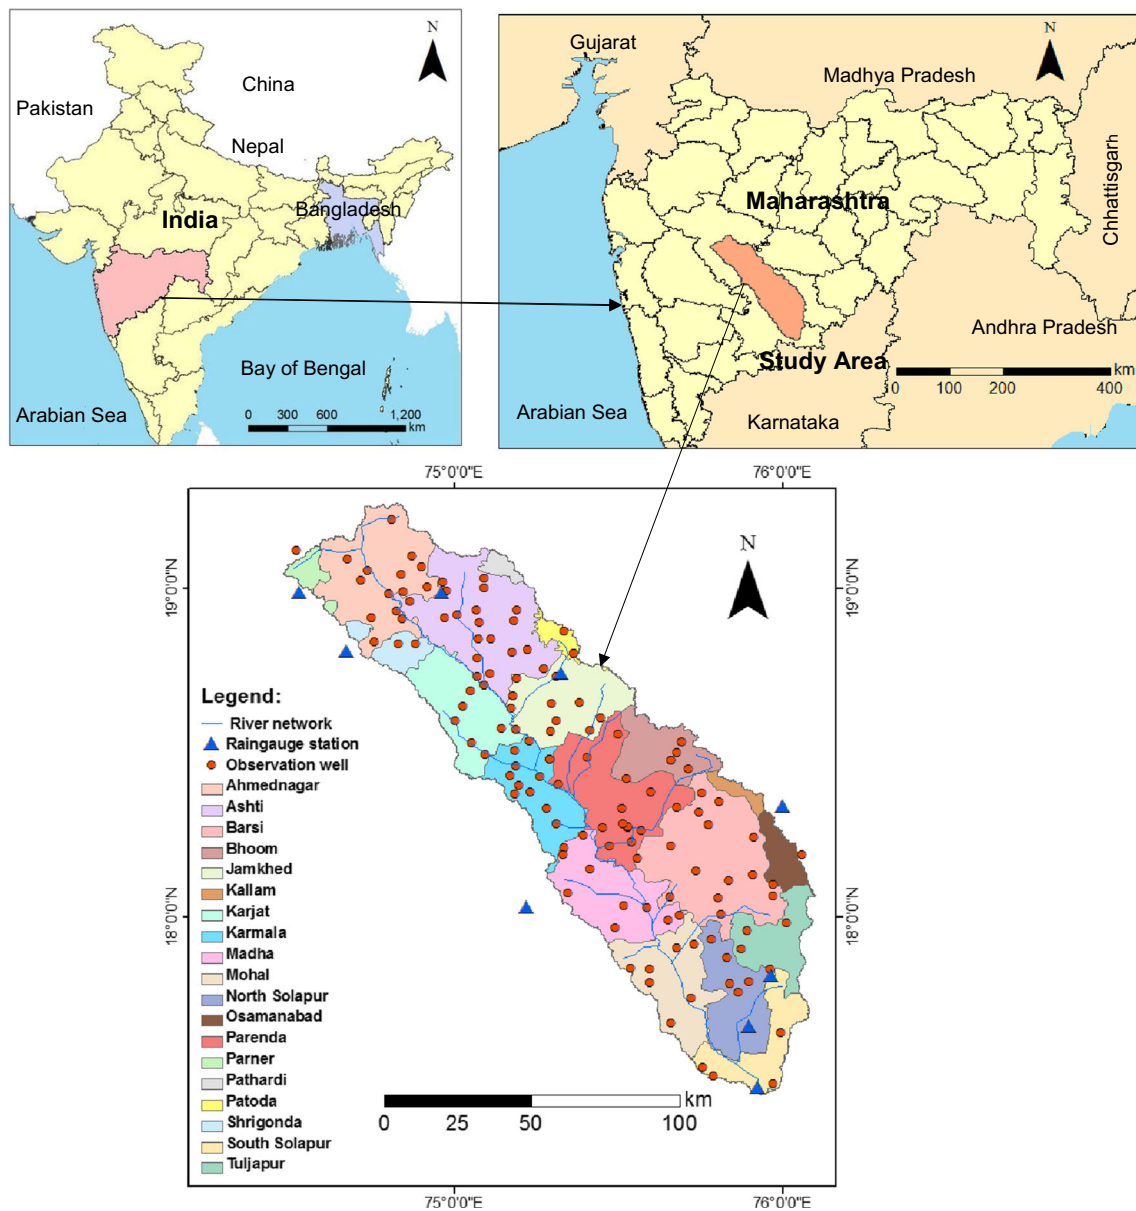 N
China
Pakistan
Nepal
India
Bangladesh
Bay of Bengal
Arabian Sea
0 300 600 1,200
km
N
Gujarat
Madhya Pradesh
Chhattisgarh
Maharashtra
Andhra Pradesh
Study Area
km
0 100 200 400
Arabian Sea
Karnataka
75°0'0"E 76°0'0"E
N
19°0'0"N 19°0'0"N
Legend:
River network
Raingauge station
Observation well
Ahmednagar
Ashti
Barsi
Bhoom
Jamkhed
Kallam
Karjat
Karmala
Madha
Mohal
North Solapur
Osamanabad
Parenda
Parner
Pathardi
Patoda
Shrigonda
South Solapur
Tuljapur
18°0'0"N 18°0'0"N
km
0 25 50 100
75°0'0"E 76°0'0"E